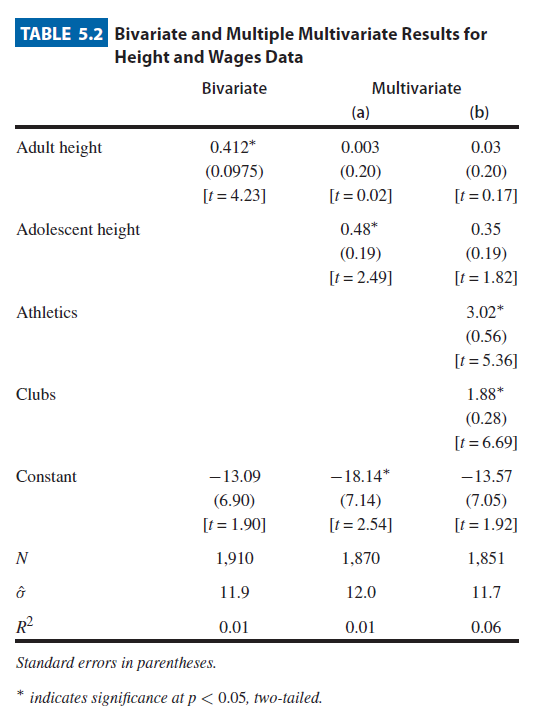 TABLE 5.2 Bivariate and Multiple Multivariate Results for
Height and Wages Data
Bivariate Multivariate
(a) (b)
Adult height 0.412* 0.003 0.03
(0.0975) (0.20) (0.20)
[t = 4.23] [t = 0.02] [t = 0.17]
Adolescent height 0.48* 0.35
(0.19) (0.19)
[t = 2.49] [t = 1.82]
Athletics 3.02*
(0.56)
[t = 5.36]
Clubs 1.88*
(0.28)
[t = 6.69]
Constant −13.09 −18.14* −13.57
(6.90) (7.14) (7.05)
[t = 1.90] [t = 2.54] [t = 1.92]
N 1,910 1,870 1,851
σ̂ 11.9 12.0 11.7
R² 0.01 0.01 0.06
Standard errors in parentheses.
* indicates significance at p < 0.05, two-tailed.